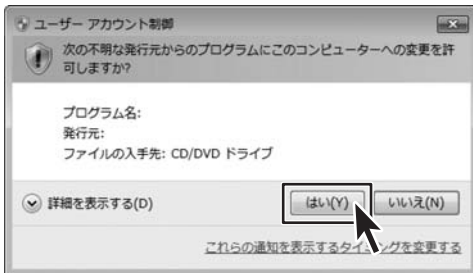 ユーザー アカウント制御
次の不明な発行元からのプログラムにこのコンピューターへの変更を許
可しますか?
プログラム名:
発行元:
ファイルの入手先: CD/DVD ドライブ
詳細を表示する(D)
はい(Y)
いいえ(N)
これらの通知を表示するタイミングを変更する